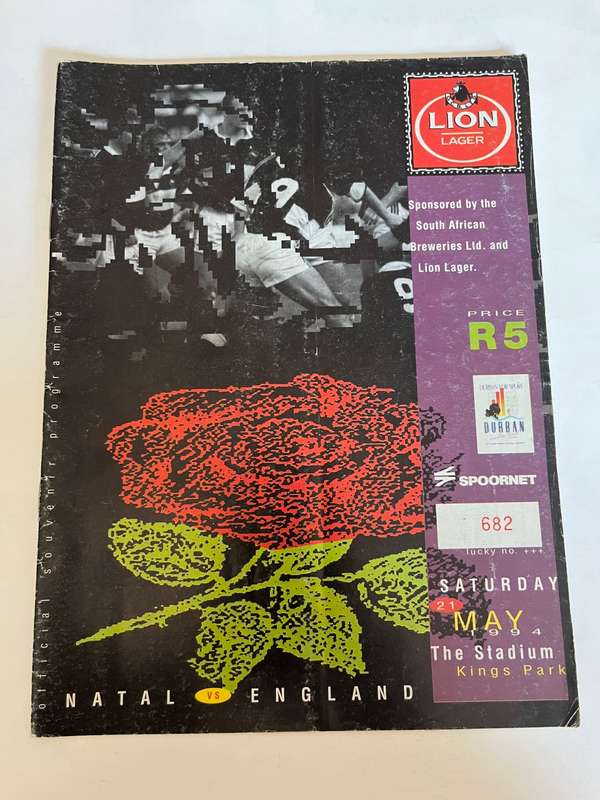 LION
LAGER
Sponsored by the
South African
Breweries Ltd. and
Lion Lager.
PRICE
R5
DURBAN
SPOORNET
682
lucky no. +++
SATURDAY
21
MAY
1994
The Stadium
Kings Park
official souvenir programme
9
NATAL vs ENGLAND